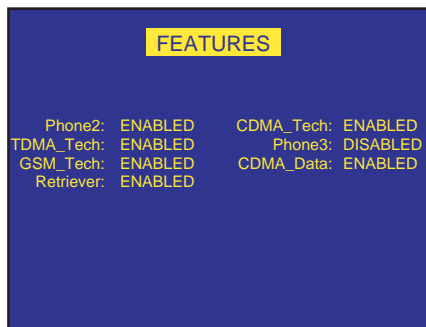 FEATURES
Phone2: ENABLED CDMA_Tech: ENABLED
TDMA_Tech: ENABLED Phone3: DISABLED
GSM_Tech: ENABLED CDMA_Data: ENABLED
Retriever: ENABLED